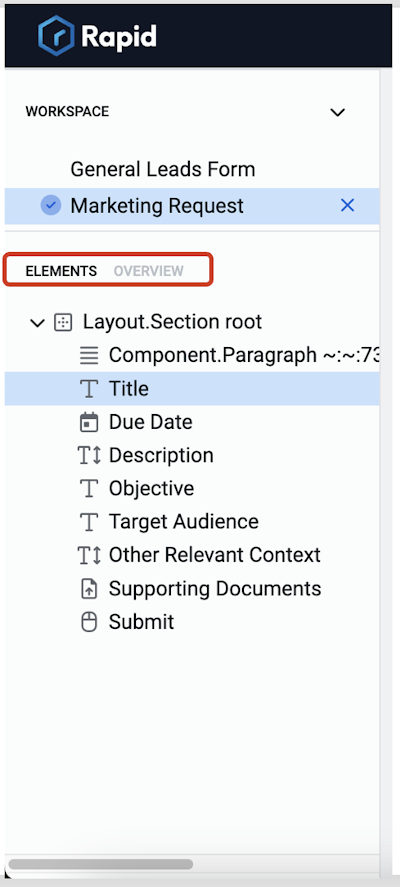 Rapid
WORKSPACE
General Leads Form
Marketing Request
ELEMENTS OVERVIEW
Layout.Section root
Component.Paragraph ~:~:73
Title
Due Date
Description
Objective
Target Audience
Other Relevant Context
Supporting Documents
Submit